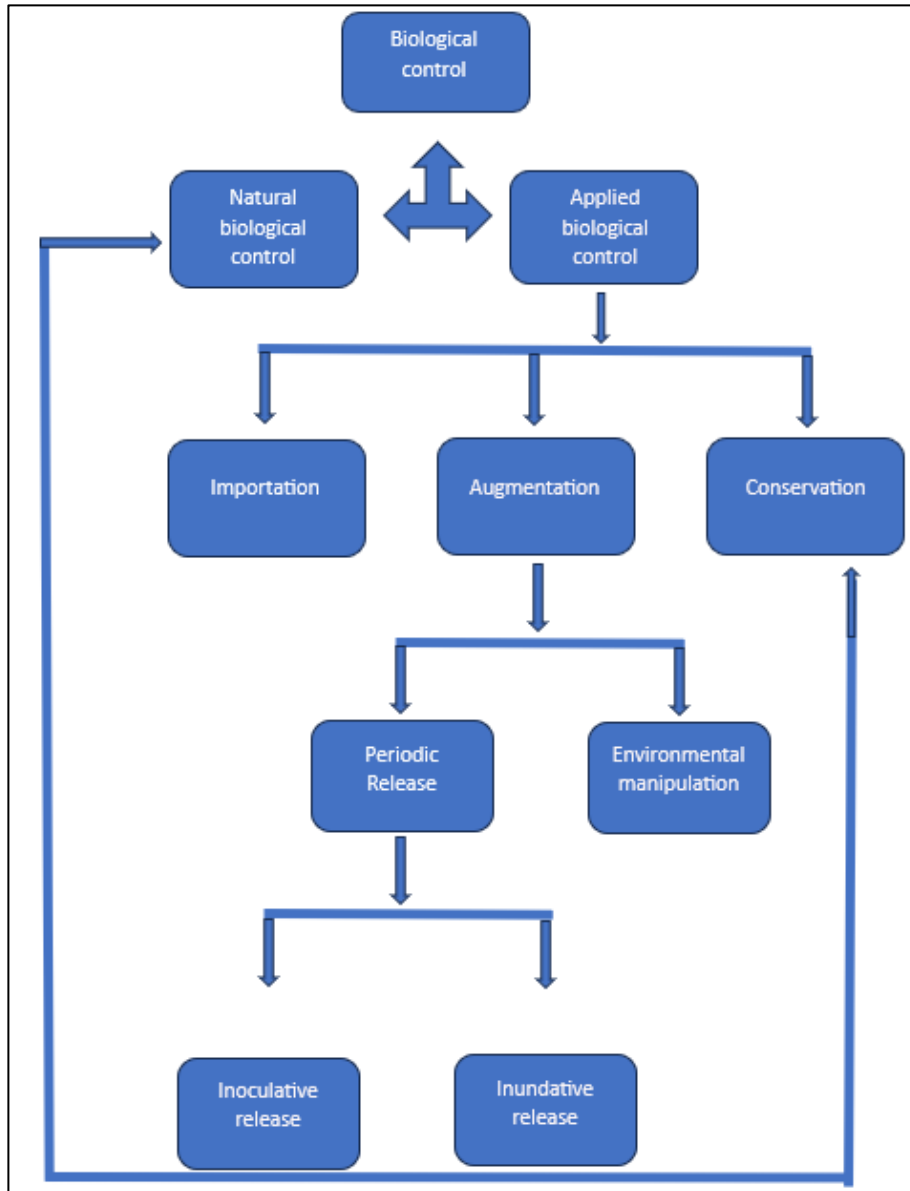 Biological
control
Natural
biological
control
Applied
biological
control
Importation
Augmentation
Conservation
Periodic
Release
Environmental
manipulation
Inoculative
release
Inundative
release